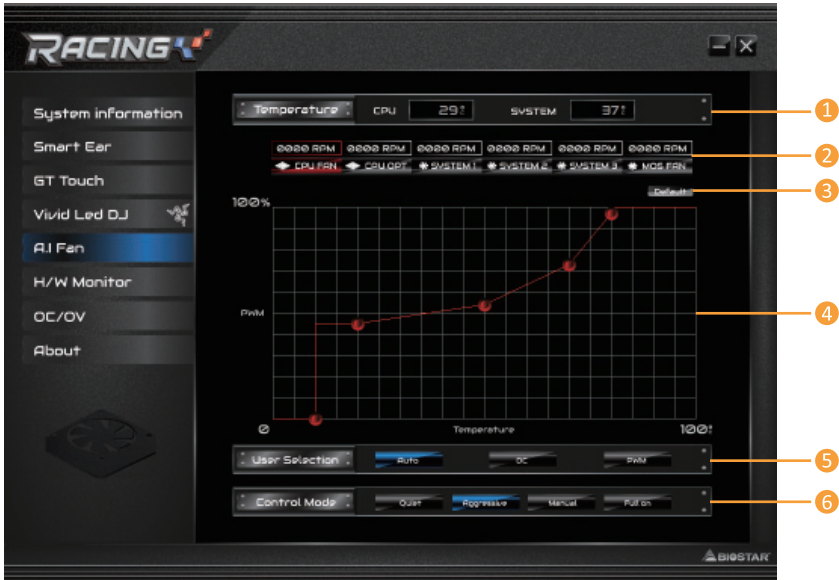 RACING
System information
Smart Ear
GT Touch
Vivid Led DJ
A.I Fan
H/W Monitor
OC/OV
About
Temperature CPU 29° SYSTEM 37° 1
0000 RPM 0000 RPM 0000 RPM 0000 RPM 0000 RPM 0000 RPM 2
CPU FAN CPU OPT SYSTEM 1 SYSTEM 2 SYSTEM 3 MOS FAN
Default 3
100%
PWM 4
0 Temperature 100°
User Selection Auto DC PWM 5
Control Mode Quiet Aggressive Manual Full on 6
BIOSTAR